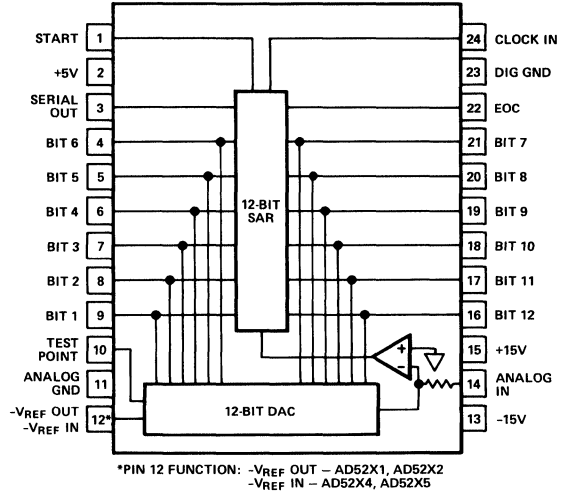 START 1
+5V 2
SERIAL
OUT 3
BIT 6 4
BIT 5 5
BIT 4 6
BIT 3 7
BIT 2 8
BIT 1 9
TEST
POINT 10
ANALOG
GND 11
-VREF OUT
-VREF IN 12*
12-BIT
SAR
+
−
12-BIT DAC
24 CLOCK IN
23 DIG GND
22 EOC
21 BIT 7
20 BIT 8
19 BIT 9
18 BIT 10
17 BIT 11
16 BIT 12
15 +15V
14 ANALOG
IN
13 -15V
*PIN 12 FUNCTION: -VREF OUT – AD52X1, AD52X2
-VREF IN – AD52X4, AD52X5